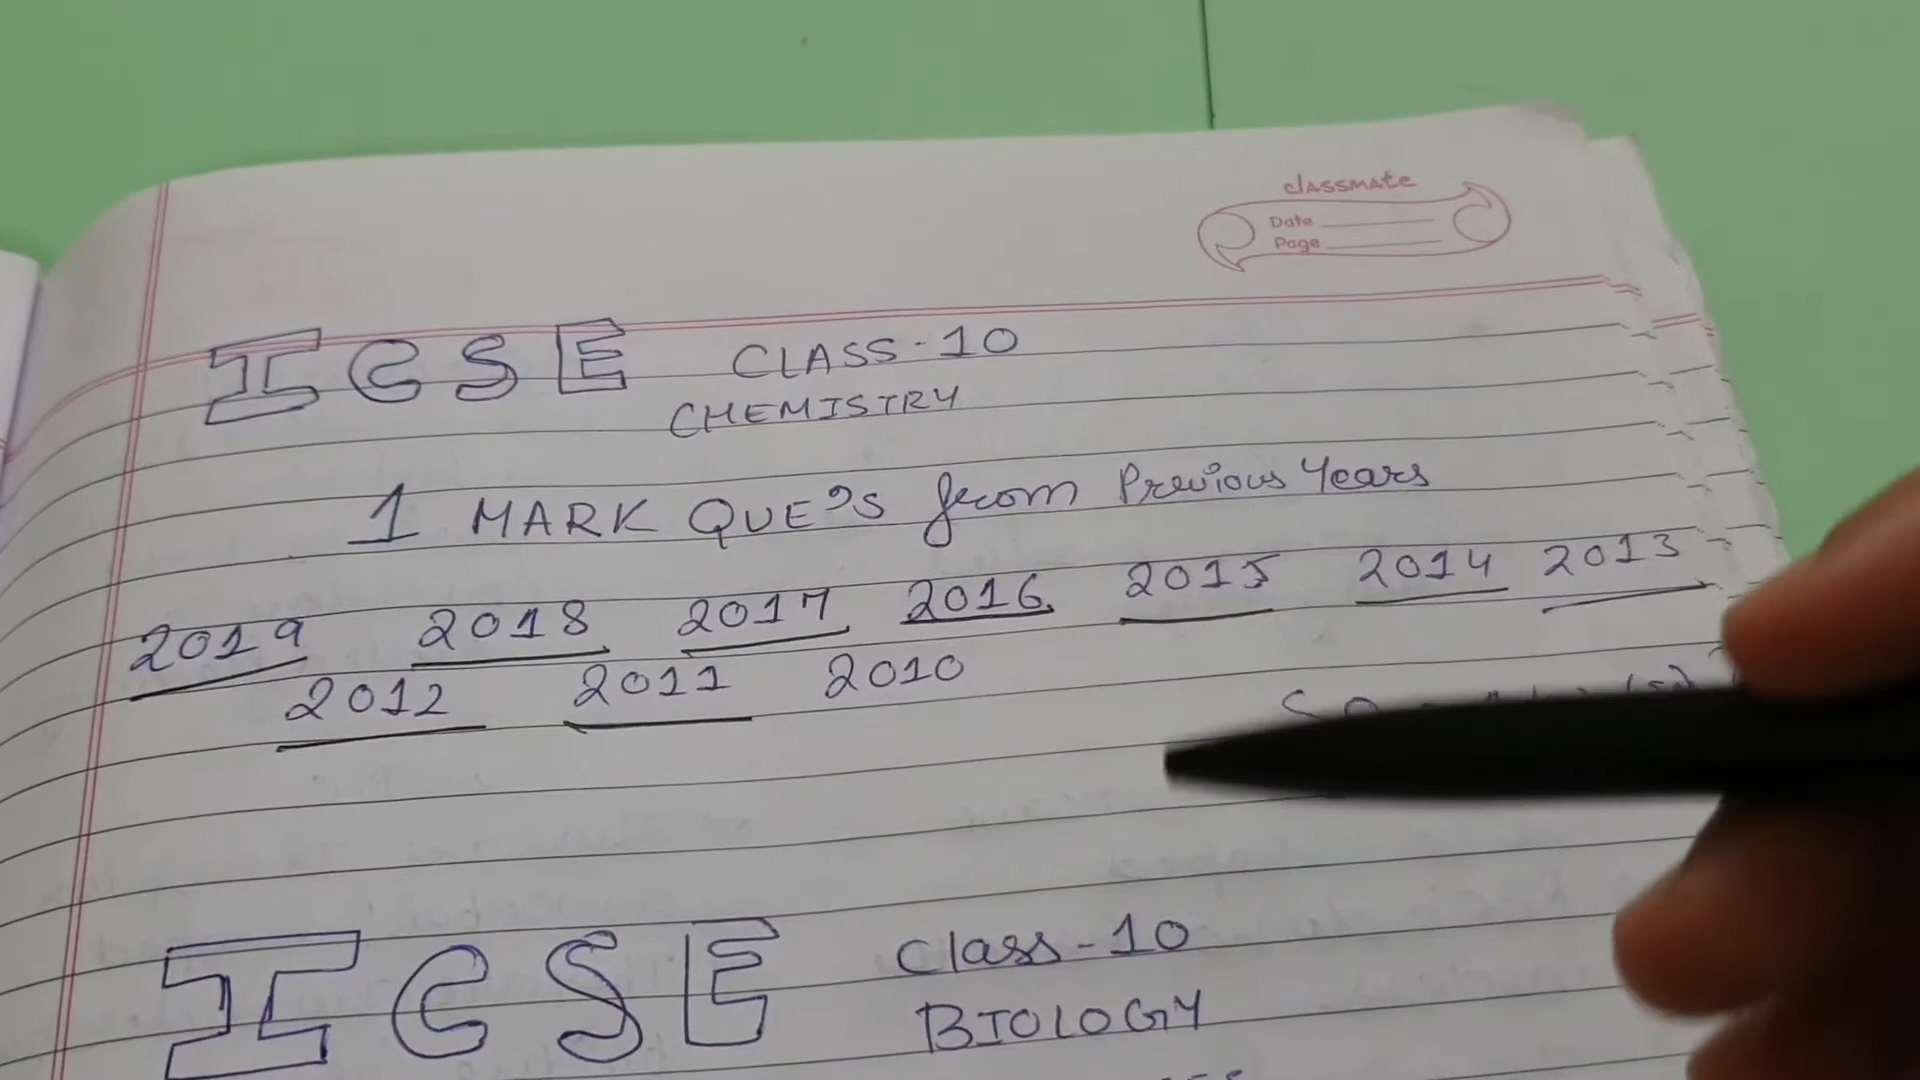 classmate
Date
Page
ICSE CLASS-10
CHEMISTRY
1 MARK QUE'S from Previous Years
2019 2018 2017 2016 2015 2014 2013
2012 2011 2010
ICSE Class-10
BIOLOGY